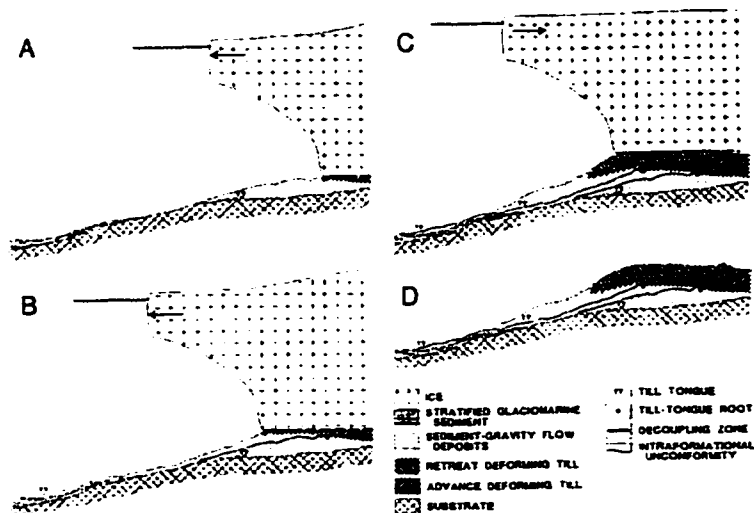 A
C
B
D
ICE
STRATIFIED GLACIOMARINE
SEDIMENT
SEDIMENT-GRAVITY FLOW
DEPOSITS
RETREAT DEFORMING TILL
ADVANCE DEFORMING TILL
SUBSTRATE
TILL TONGUE
TILL-TONGUE ROOT
DECOUPLING ZONE
INTRAFORMATIONAL
UNCONFORMITY